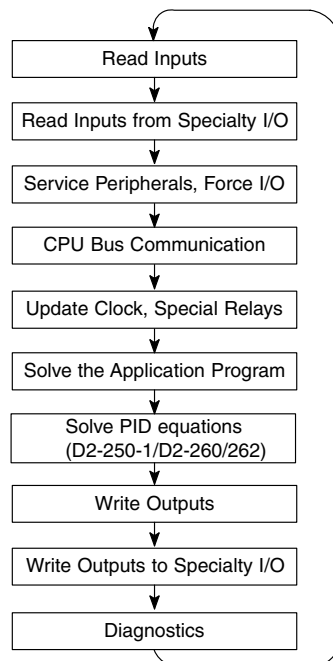 Read Inputs
Read Inputs from Specialty I/O
Service Peripherals, Force I/O
CPU Bus Communication
Update Clock, Special Relays
Solve the Application Program
Solve PID equations
(D2-250-1/D2-260/262)
Write Outputs
Write Outputs to Specialty I/O
Diagnostics